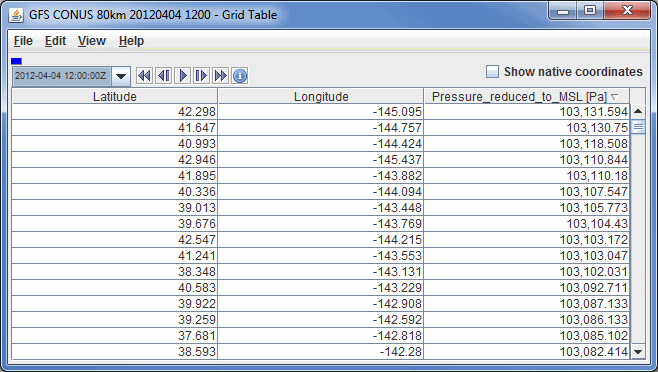 GFS CONUS 80km 20120404 1200 - Grid Table
File Edit View Help
2012-04-04 12:00:00Z
Show native coordinates
Latitude Longitude Pressure_reduced_to_MSL [Pa]
42.298 -145.095 103,131.594
41.647 -144.757 103,130.75
40.993 -144.424 103,118.508
42.946 -145.437 103,110.844
41.895 -143.882 103,110.18
40.336 -144.094 103,107.547
39.013 -143.448 103,105.773
39.676 -143.769 103,104.43
42.547 -144.215 103,103.172
41.241 -143.553 103,103.047
38.348 -143.131 103,102.031
40.583 -143.229 103,092.711
39.922 -142.908 103,087.133
39.259 -142.592 103,086.133
37.681 -142.818 103,085.102
38.593 -142.28 103,082.414